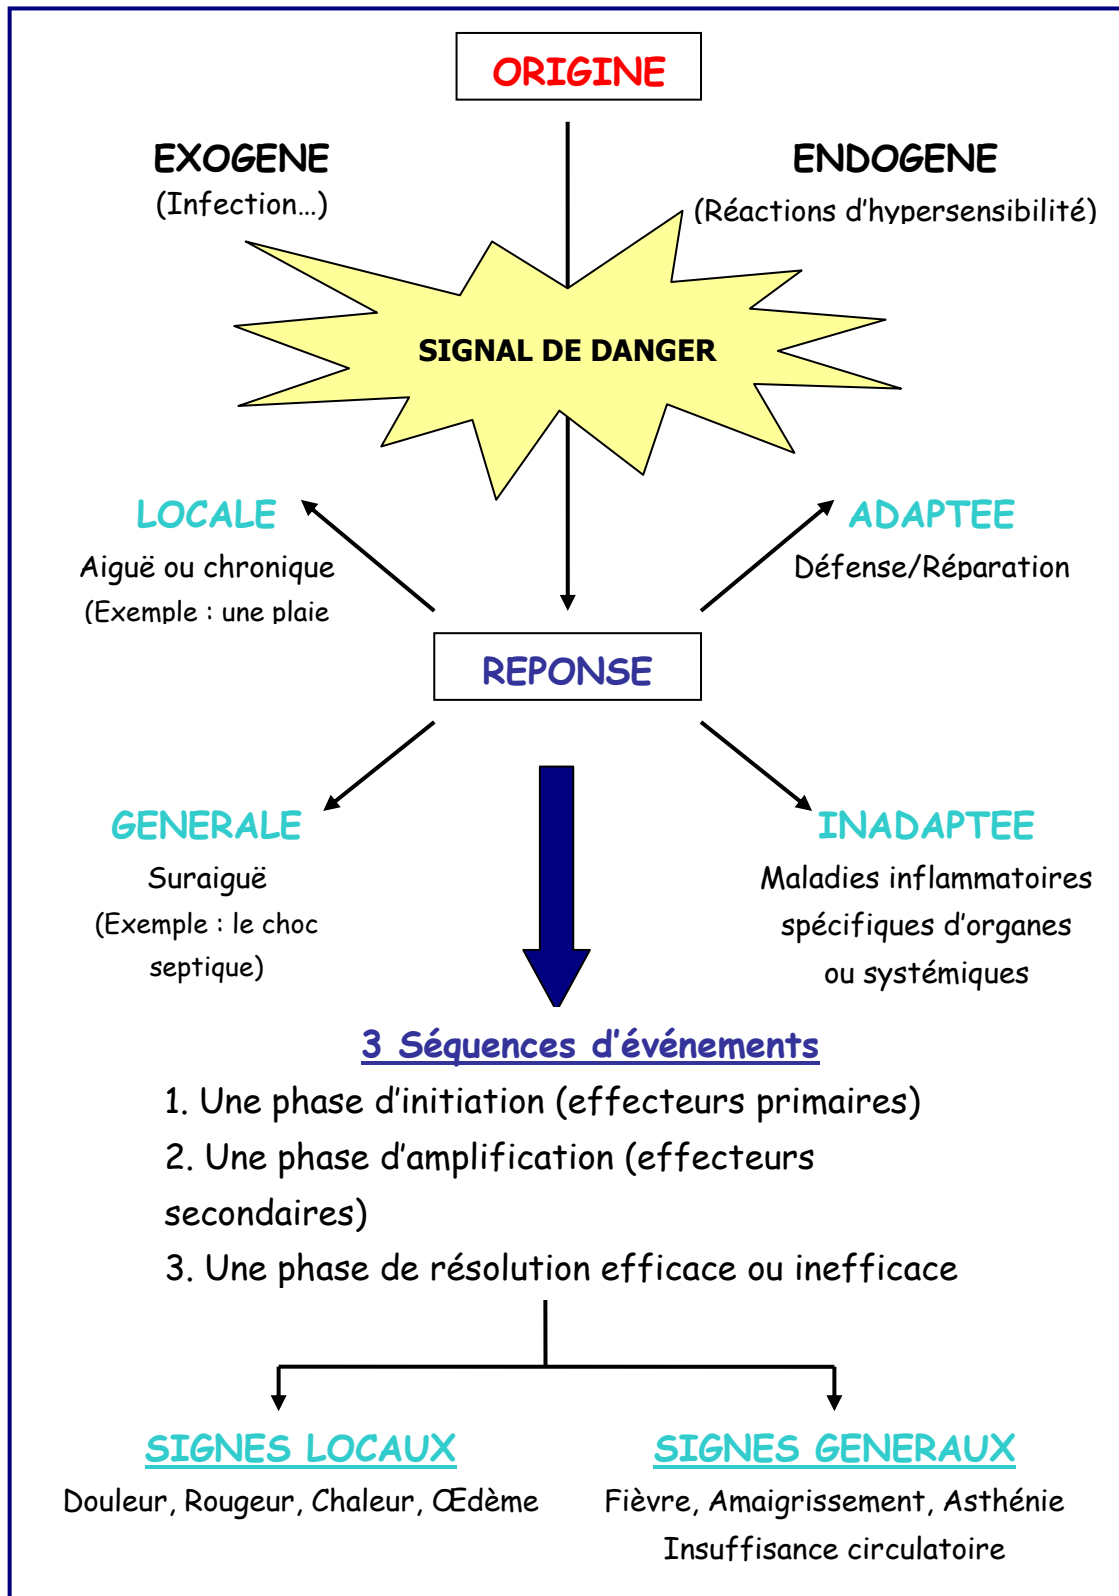 ORIGINE
EXOGENE
(Infection...)
ENDOGENE
(Réactions d'hypersensibilité)
SIGNAL DE DANGER
LOCALE
Aiguë ou chronique
(Exemple : une plaie
ADAPTEE
Défense/Réparation
REPONSE
GENERALE
Suraiguë
(Exemple : le choc
septique)
INADAPTEE
Maladies inflammatoires
spécifiques d'organes
ou systémiques
3 Séquences d'événements
1. Une phase d'initiation (effecteurs primaires)
2. Une phase d'amplification (effecteurs
secondaires)
3. Une phase de résolution efficace ou inefficace
SIGNES LOCAUX
Douleur, Rougeur, Chaleur, Œdème
SIGNES GENERAUX
Fièvre, Amaigrissement, Asthénie
Insuffisance circulatoire